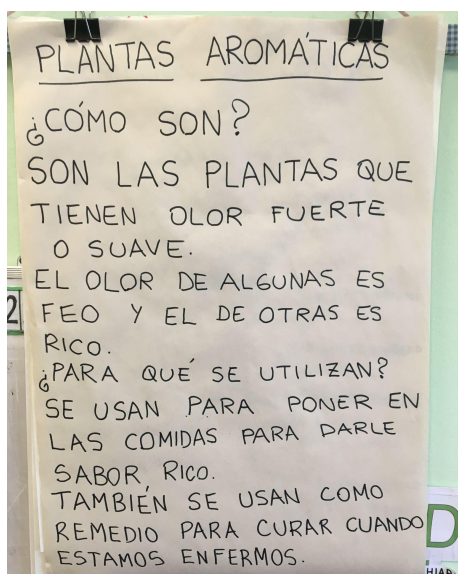 PLANTAS AROMÁTICAS
¿CÓMO SON?
SON LAS PLANTAS QUE
TIENEN OLOR FUERTE
O SUAVE.
EL OLOR DE ALGUNAS ES
FEO Y EL DE OTRAS ES
RICO.
¿PARA QUÉ SE UTILIZAN?
SE USAN PARA PONER EN
LAS COMIDAS PARA DARLE
SABOR RICO.
TAMBIÉN SE USAN COMO
REMEDIO PARA CURAR CUANDO
ESTAMOS ENFERMOS.
2
D